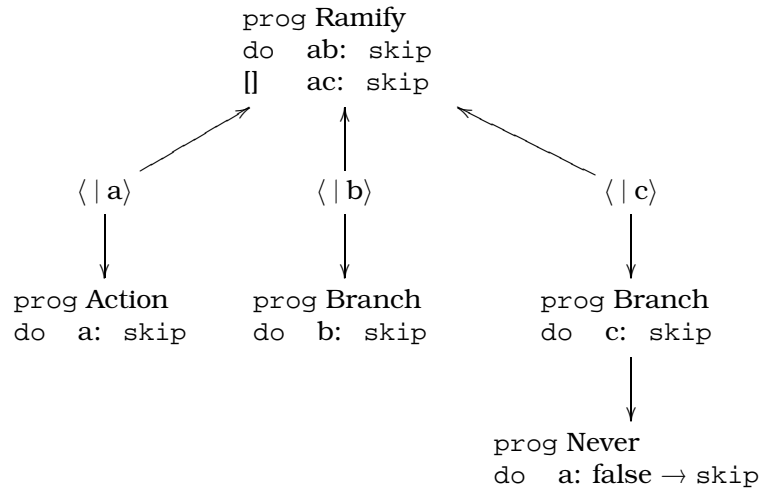 prog Ramify
do ab: skip
[] ac: skip
⟨ | a⟩ ⟨ | b⟩ ⟨ | c⟩
prog Action prog Branch prog Branch
do a: skip do b: skip do c: skip
prog Never
do a: false → skip